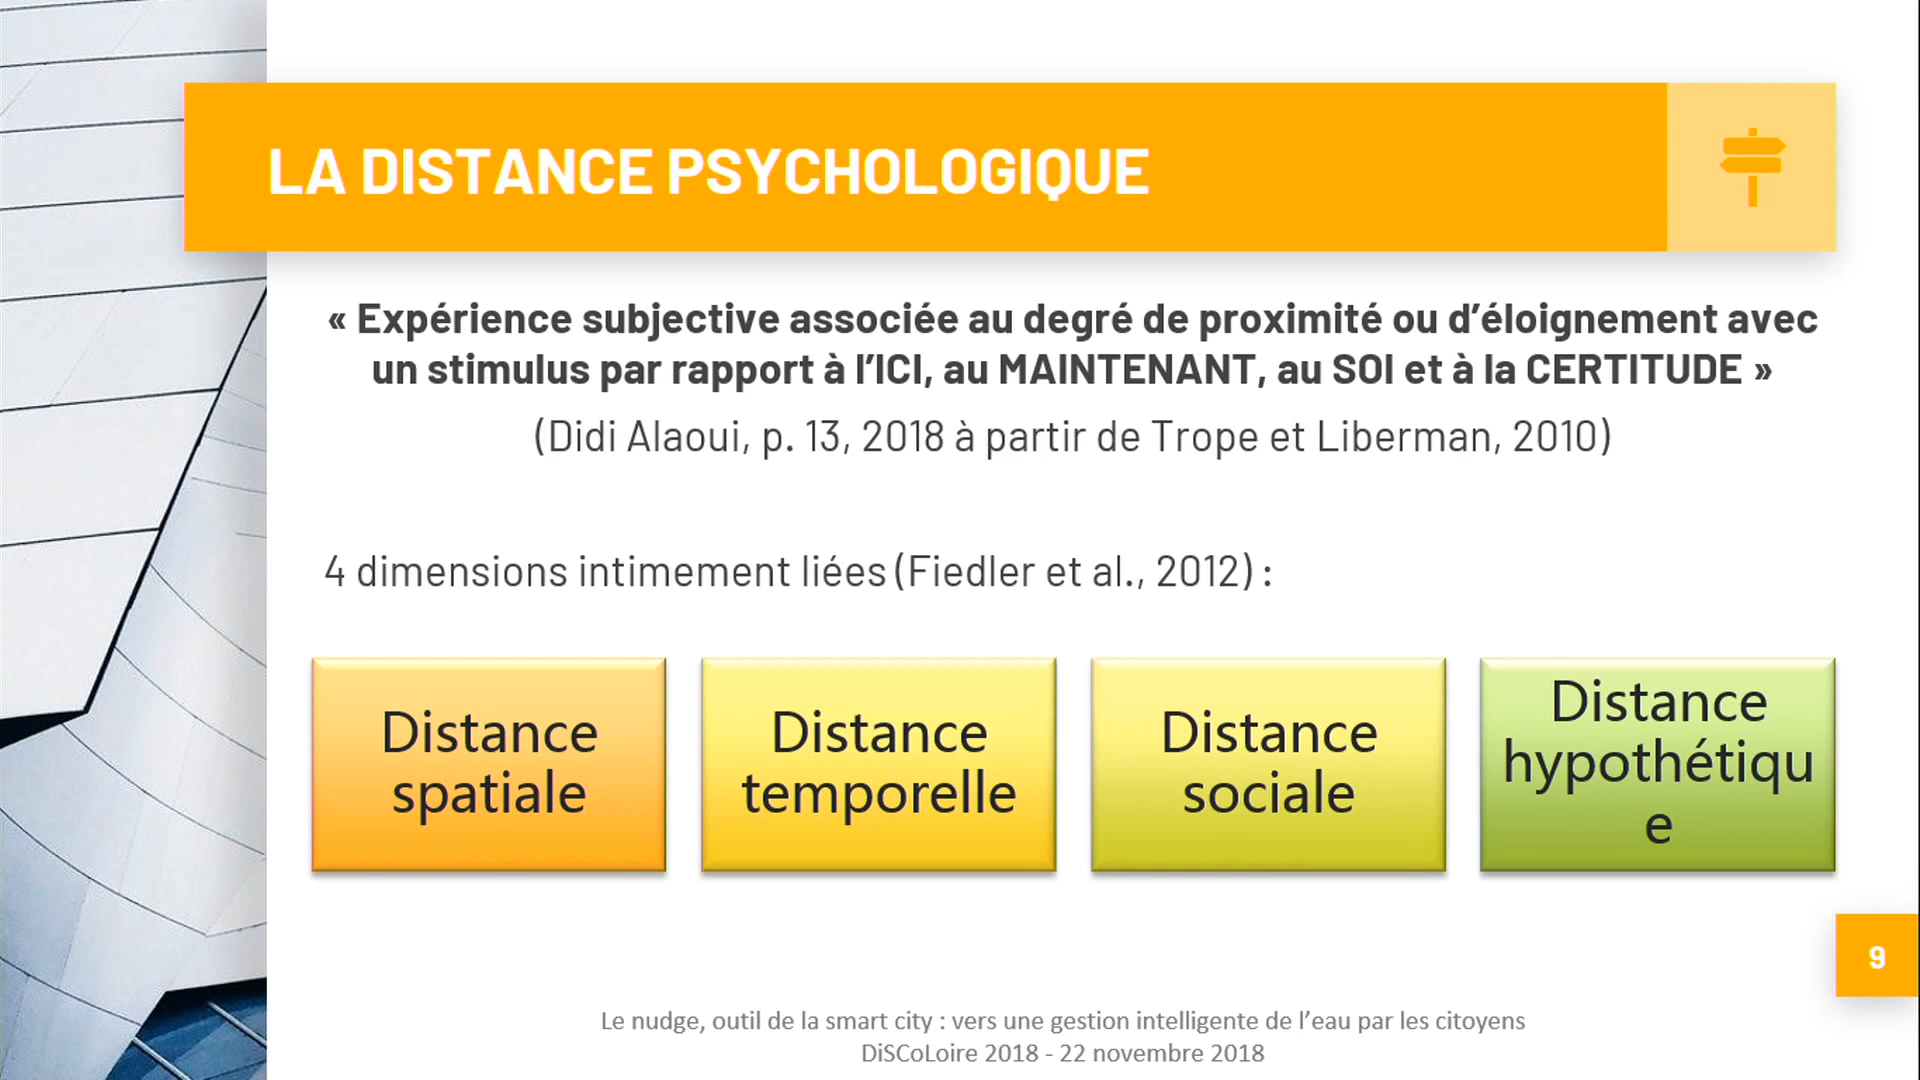 LA DISTANCE PSYCHOLOGIQUE
« Expérience subjective associée au degré de proximité ou d’éloignement avec
un stimulus par rapport à l’ICI, au MAINTENANT, au SOI et à la CERTITUDE »
(Didi Alaoui, p. 13, 2018 à partir de Trope et Liberman, 2010)
4 dimensions intimement liées (Fiedler et al., 2012) :
Distance
spatiale
Distance
temporelle
Distance
sociale
Distance
hypothétiqu
e
9
Le nudge, outil de la smart city : vers une gestion intelligente de l’eau par les citoyens
DiSCoLoire 2018 - 22 novembre 2018